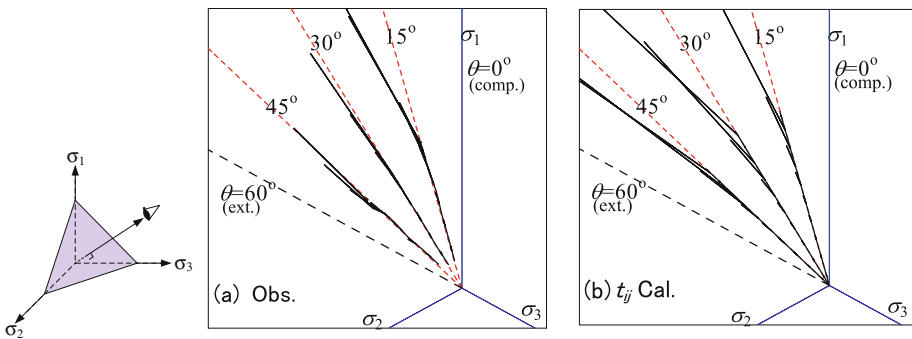 σ₁
σ₃
σ₂
45°
30°
15°
σ₁
θ=0°
(comp.)
θ=60°
(ext.)
(a) Obs.
σ₂
σ₃
45°
30°
15°
σ₁
θ=0°
(comp.)
θ=60°
(ext.)
(b) tᵢⱼ Cal.
σ₂
σ₃